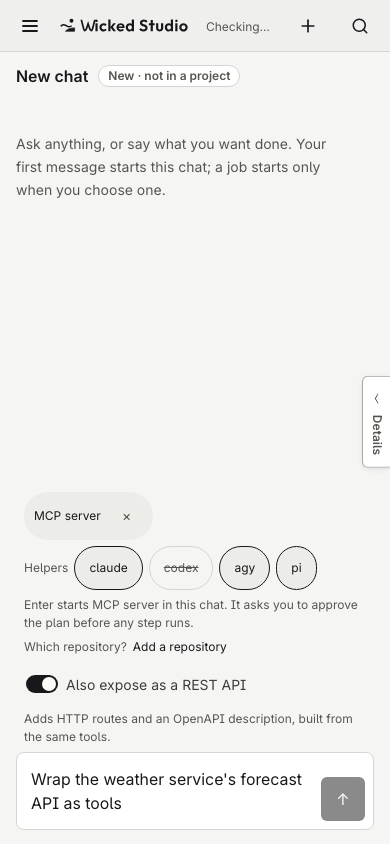 Wicked Studio
Checking...
New chat
New · not in a project
Ask anything, or say what you want done. Your
first message starts this chat; a job starts only
when you choose one.
Details
MCP server ×
Helpers claude codex agy pi
Enter starts MCP server in this chat. It asks you to approve
the plan before any step runs.
Which repository? Add a repository
Also expose as a REST API
Adds HTTP routes and an OpenAPI description, built from
the same tools.
Wrap the weather service's forecast
API as tools